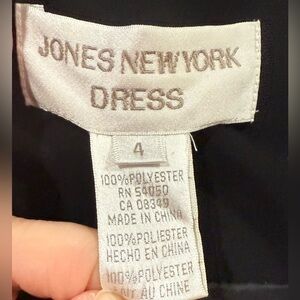 JONES NEW YORK
DRESS
4
100%POLYESTER
RN 54050
CA 08349
MADE IN CHINA
100%POLIESTER
HECHO EN CHINA
100%POLYESTER
AU CHINE